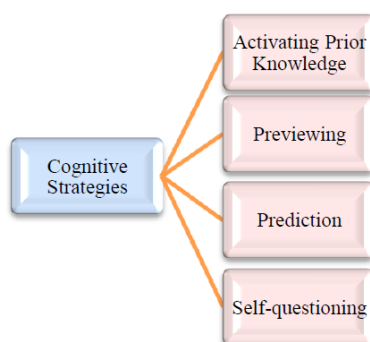 Cognitive
Strategies
Activating Prior
Knowledge
Previewing
Prediction
Self-questioning